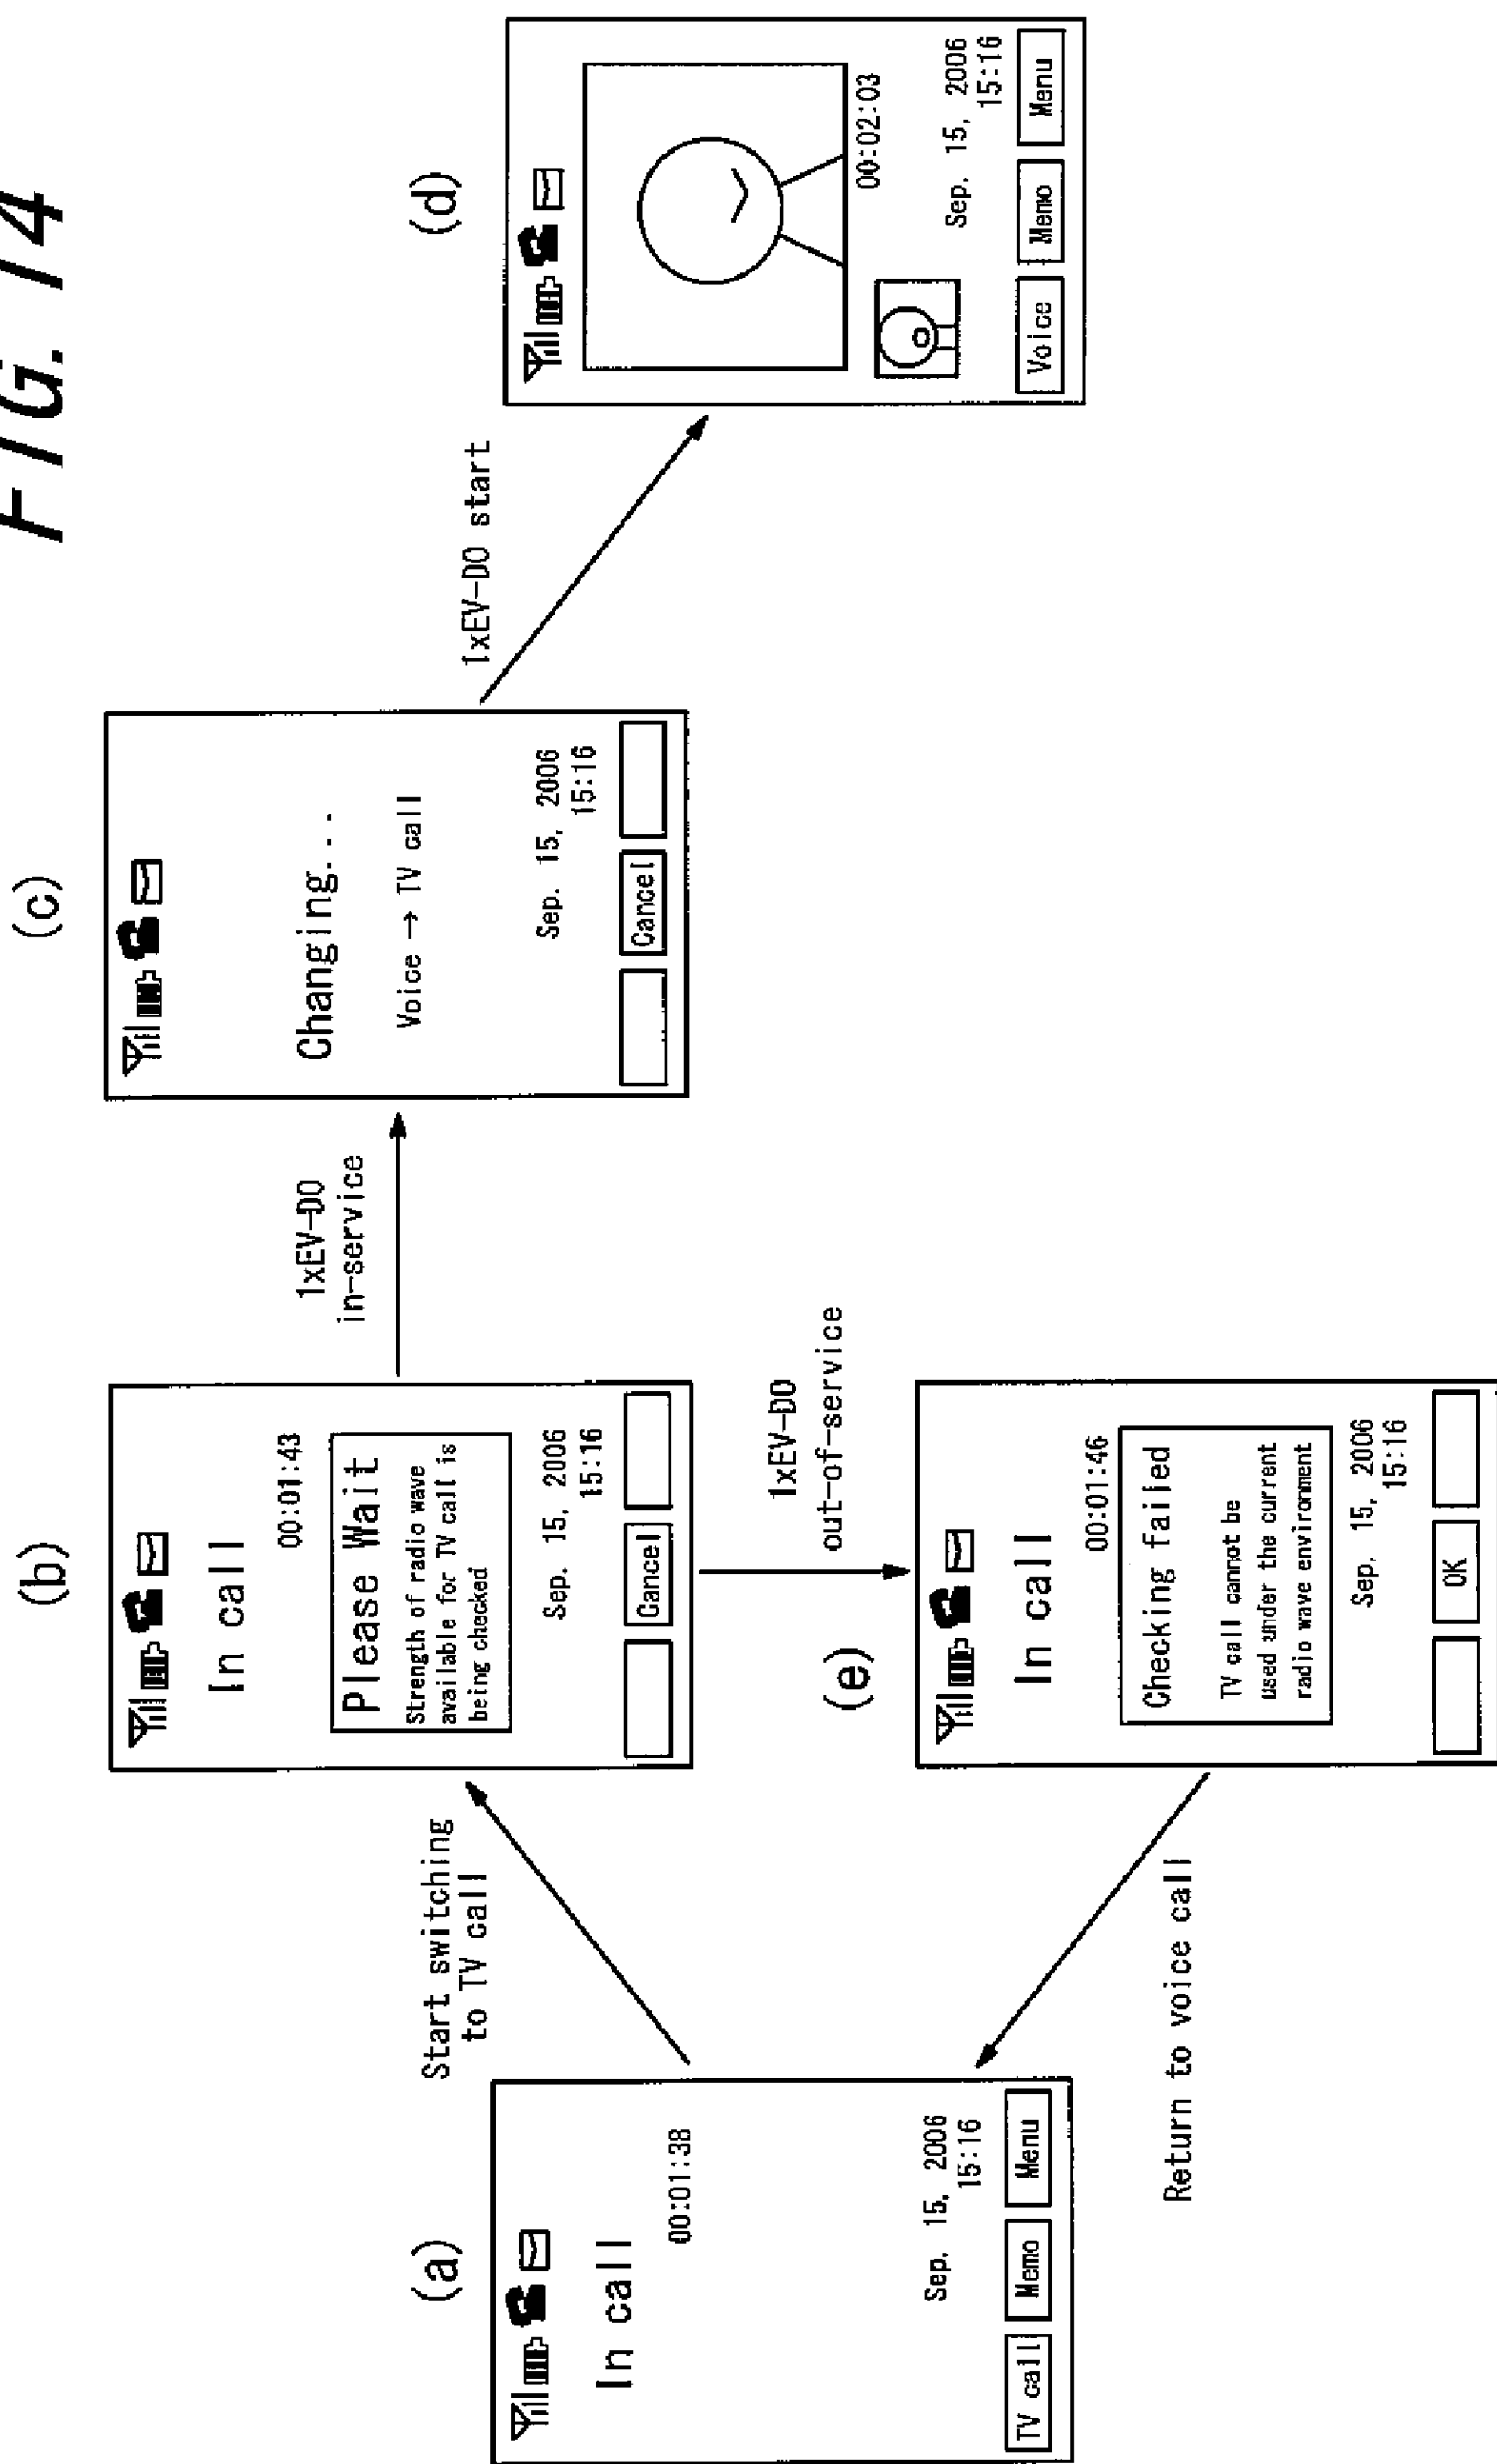 FIG. 14
(a)
In call
00:01:38
Sep. 15, 2006
15:16
TV call
Memo
Menu
Start switching
to TV call
(b)
In call
00:01:43
Please Wait
Strength of radio wave
available for TV call is
being checked
Sep. 15, 2006
15:16
Cancel
1xEV-DO
in-service
(c)
Changing...
Voice → TV call
Sep. 15, 2006
15:16
Cancel
1xEV-DO start
(d)
00:02:03
Sep. 15, 2006
15:16
Voice
Memo
Menu
1xEV-DO
out-of-service
(e)
In call
00:01:46
Checking failed
TV call cannot be
used under the current
radio wave environment
Sep. 15, 2006
15:16
OK
Return to voice call